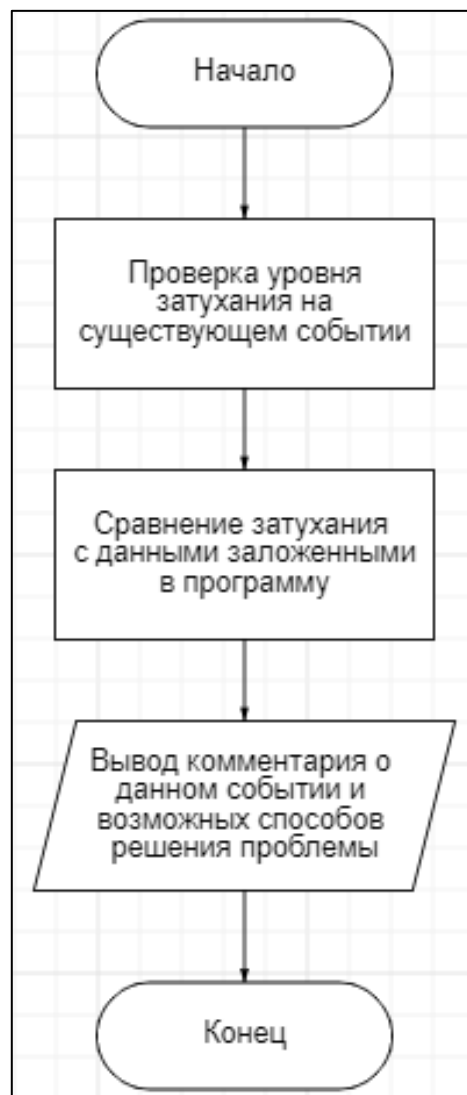 Начало
Проверка уровня
затухания на
существующем событии
Сравнение затухания
с данными заложенными
в программу
Вывод комментария о
данном событии и
возможных способов
решения проблемы
Конец